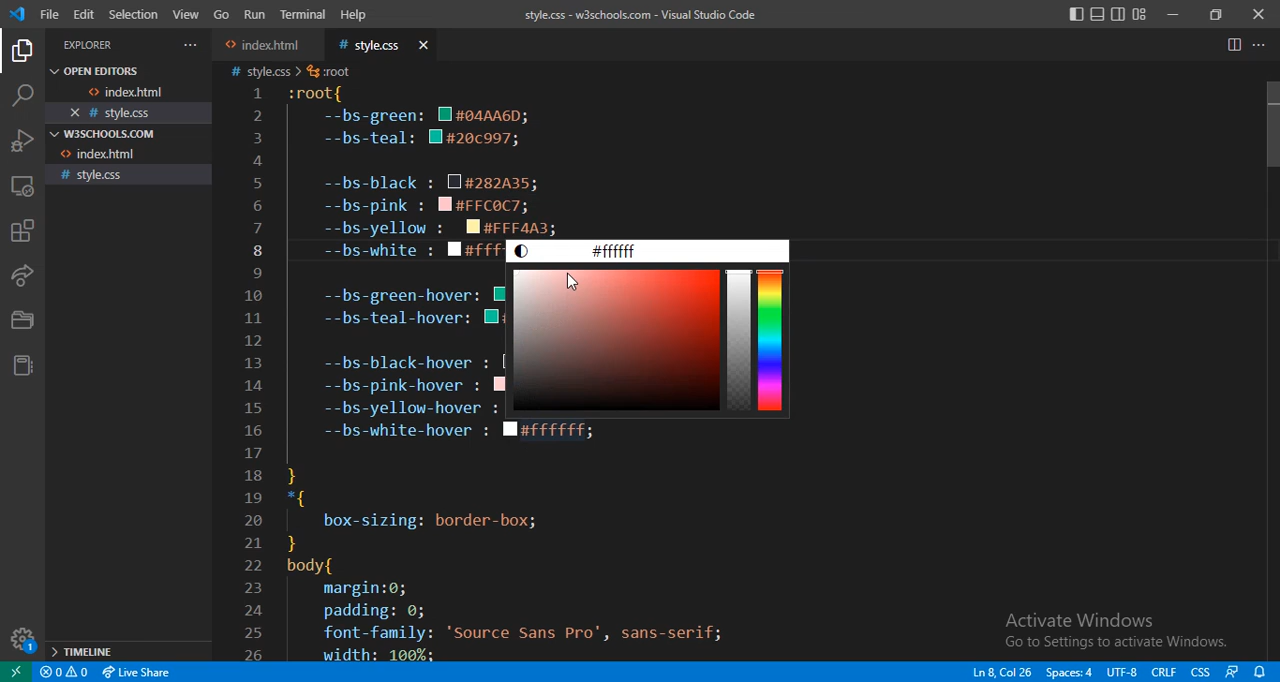 File Edit Selection View Go Run Terminal Help
style.css - w3schools.com - Visual Studio Code
EXPLORER
OPEN EDITORS
index.html
style.css
W3SCHOOLS.COM
index.html
# style.css
TIMELINE
index.html
# style.css
# style.css > :root
1 :root{
2 --bs-green: #04AA6D;
3 --bs-teal: #20c997;
4
5 --bs-black : #282A35;
6 --bs-pink : #FFC0C7;
7 --bs-yellow : #FFF4A3;
8 --bs-white : #fff
#ffffff
9
10 --bs-green-hover:
11 --bs-teal-hover:
12
13 --bs-black-hover :
14 --bs-pink-hover :
15 --bs-yellow-hover :
16 --bs-white-hover : #ffffff;
17
18 }
19 *{
20 box-sizing: border-box;
21 }
22 body{
23 margin:0;
24 padding: 0;
25 font-family: 'Source Sans Pro', sans-serif;
26 width: 100%;
Activate Windows
Go to Settings to activate Windows.
1
0 0 Live Share
Ln 8, Col 26 Spaces: 4 UTF-8 CRLF CSS